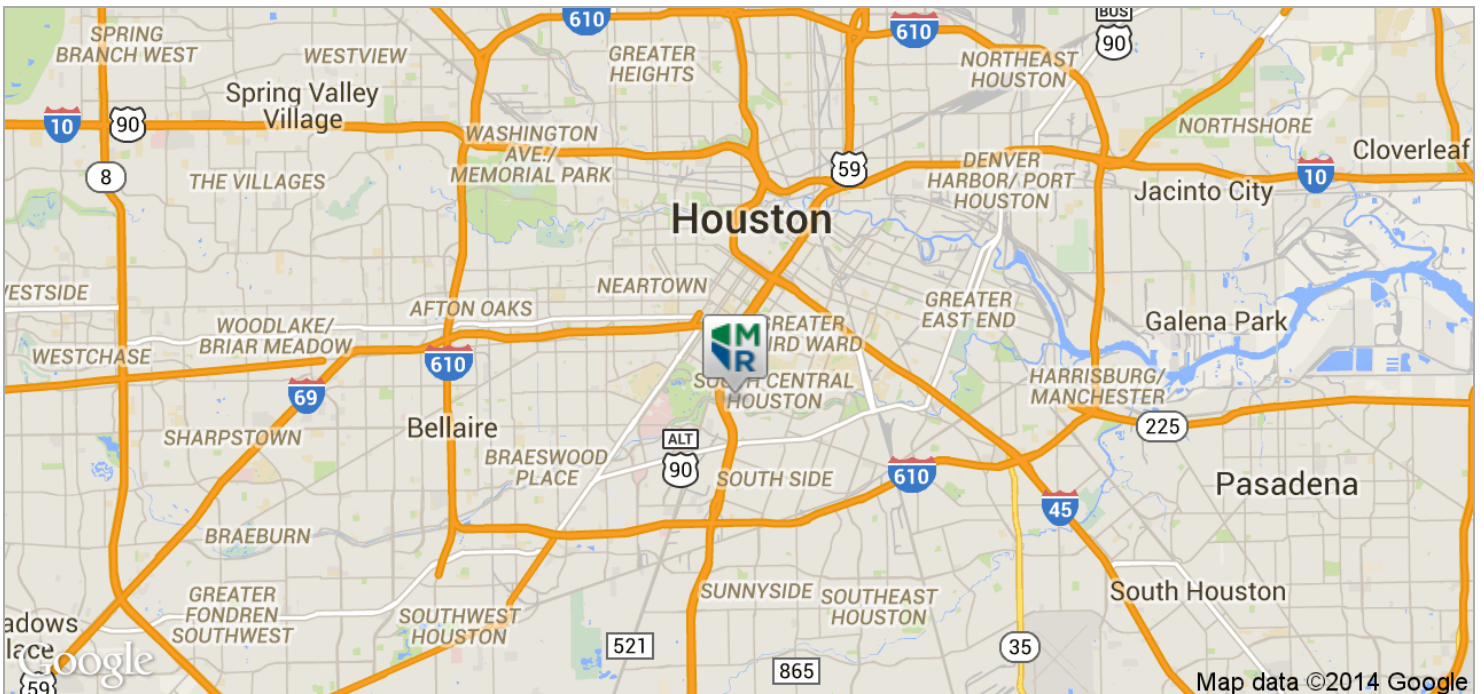 610
BUS
90
610
SPRING
BRANCH WEST
WESTVIEW
GREATER
HEIGHTS
NORTHEAST
HOUSTON
Spring Valley
Village
10
90
WASHINGTON
AVE./
MEMORIAL PARK
NORTHSHORE
Cloverleaf
59
DENVER
HARBOR/ PORT
HOUSTON
8
THE VILLAGES
10
Jacinto City
Houston
NEARTOWN
ESTSIDE
AFTON OAKS
GREATER
EAST END
WOODLAKE/
BRIAR MEADOW
WESTCHASE
610
M
R
GREATER
IRD WARD
Galena Park
69
SOUTH CENTRAL
HOUSTON
HARRISBURG/
MANCHESTER
SHARPSTOWN
Bellaire
225
ALT
90
BRAESWOOD
PLACE
SOUTH SIDE
610
Pasadena
45
BRAEBURN
GREATER
FONDREN
SOUTHWEST
SOUTHWEST
HOUSTON
SUNNYSIDE
SOUTHEAST
HOUSTON
South Houston
adows
lace
Google
59
521
865
35
Map data ©2014 Google